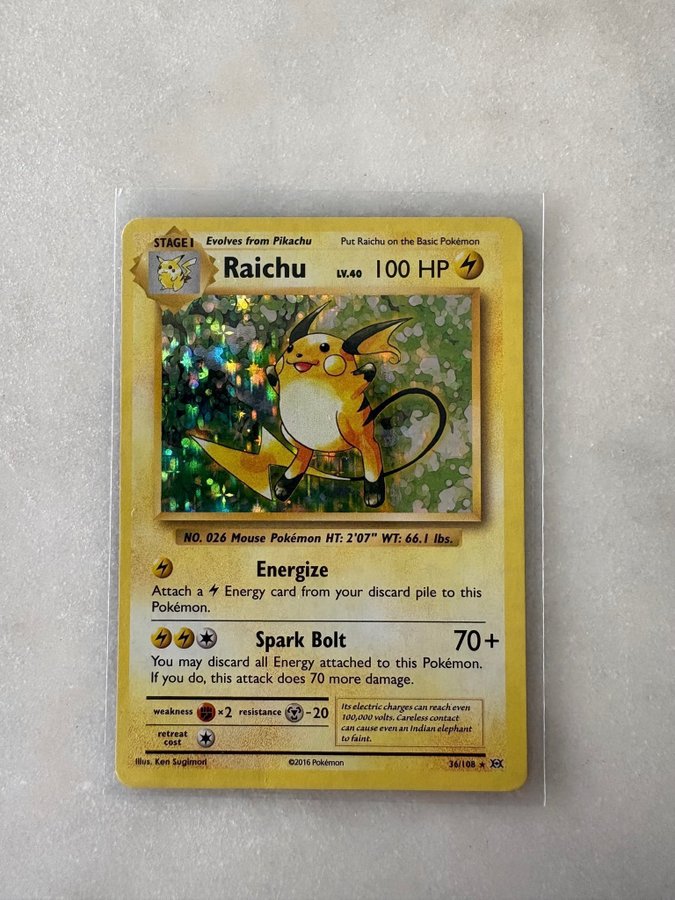 STAGE 1 Evolves from Pikachu Put Raichu on the Basic Pokémon
Raichu LV.40 100 HP
NO. 026 Mouse Pokémon HT: 2'07" WT: 66.1 lbs.
Energize
Attach a Energy card from your discard pile to this
Pokémon.
Spark Bolt 70+
You may discard all Energy attached to this Pokémon.
If you do, this attack does 70 more damage.
weakness ×2 resistance -20
retreat
cost
Its electric charges can reach even
100,000 volts. Careless contact
can cause even an Indian elephant
to faint.
Illus. Ken Sugimori ©2016 Pokémon 36/108 ★